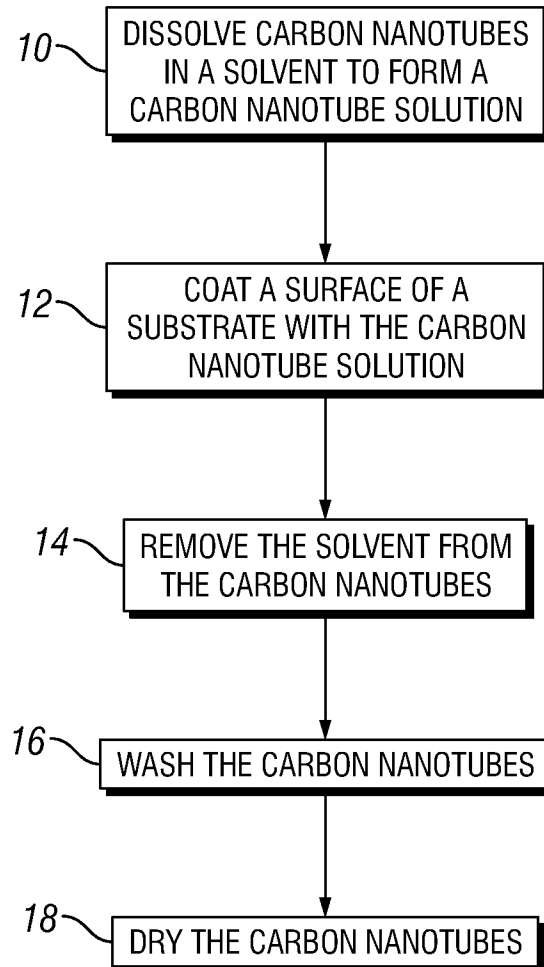 10
DISSOLVE CARBON NANOTUBES
IN A SOLVENT TO FORM A
CARBON NANOTUBE SOLUTION
12
COAT A SURFACE OF A
SUBSTRATE WITH THE CARBON
NANOTUBE SOLUTION
14
REMOVE THE SOLVENT FROM
THE CARBON NANOTUBES
16
WASH THE CARBON NANOTUBES
18
DRY THE CARBON NANOTUBES